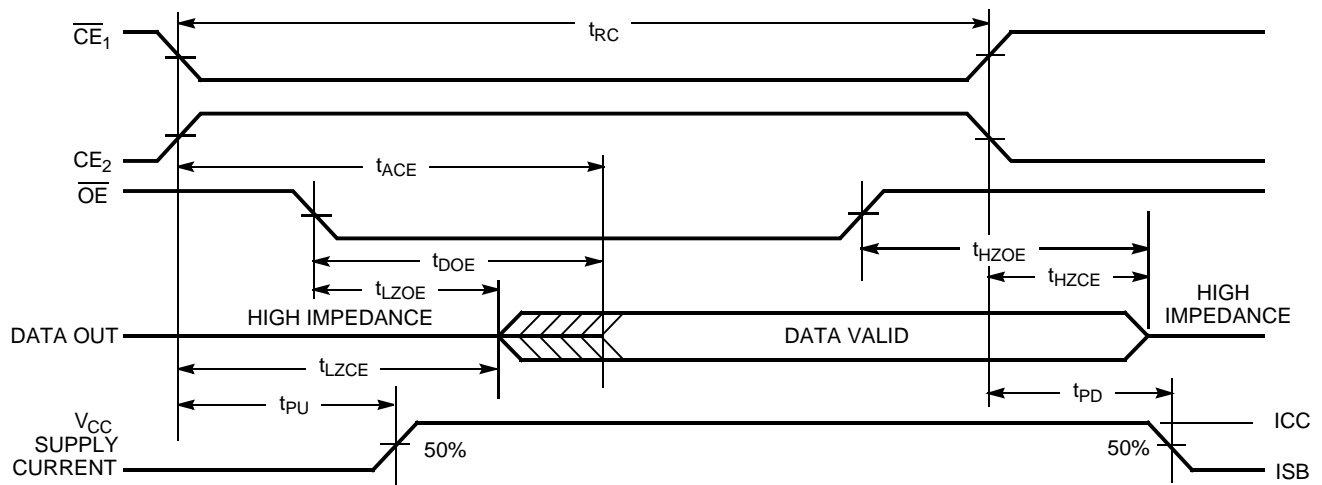 CE1
tRC
CE2
tACE
OE
tDOE
tHZOE
tLZOE
tHZCE
HIGH IMPEDANCE
HIGH
IMPEDANCE
DATA OUT
DATA VALID
tLZCE
tPU
tPD
VCC
SUPPLY
CURRENT
50%
50%
ICC
ISB